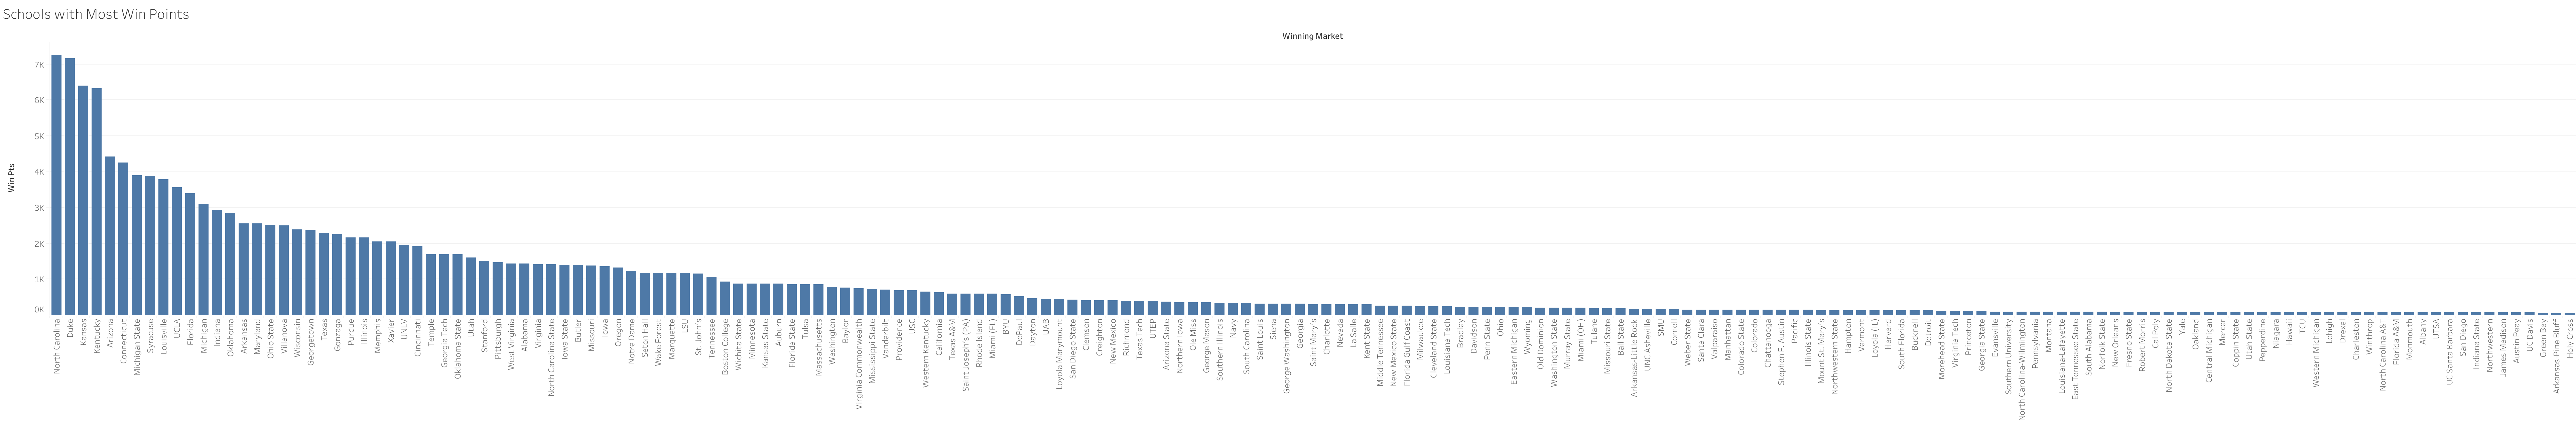 Schools with Most Win Points
Winning Market
Win Pts
7K
6K
5K
4K
3K
2K
1K
0K
North Carolina
Duke
Kansas
Kentucky
Arizona
Connecticut
Michigan State
Syracuse
Louisville
UCLA
Florida
Michigan
Indiana
Oklahoma
Arkansas
Maryland
Ohio State
Villanova
Wisconsin
Georgetown
Texas
Gonzaga
Purdue
Illinois
Memphis
Xavier
UNLV
Cincinnati
Temple
Georgia Tech
Oklahoma State
Utah
Stanford
Pittsburgh
West Virginia
Alabama
Virginia
North Carolina State
Iowa State
Butler
Missouri
Iowa
Oregon
Notre Dame
Seton Hall
Wake Forest
Marquette
LSU
St. John's
Tennessee
Boston College
Wichita State
Minnesota
Kansas State
Auburn
Florida State
Tulsa
Massachusetts
Washington
Baylor
Virginia Commonwealth
Mississippi State
Vanderbilt
Providence
USC
Western Kentucky
California
Texas A&M
Saint Joseph's (PA)
Rhode Island
Miami (FL)
BYU
DePaul
Dayton
UAB
Loyola Marymount
San Diego State
Clemson
Creighton
New Mexico
Richmond
Texas Tech
UTEP
Arizona State
Northern Iowa
Ole Miss
George Mason
Southern Illinois
Navy
South Carolina
Saint Louis
Siena
George Washington
Georgia
Saint Mary's
Charlotte
Nevada
La Salle
Kent State
Middle Tennessee
New Mexico State
Florida Gulf Coast
Milwaukee
Cleveland State
Louisiana Tech
Bradley
Davidson
Penn State
Ohio
Eastern Michigan
Wyoming
Old Dominion
Washington State
Murray State
Miami (OH)
Tulane
Missouri State
Ball State
Arkansas-Little Rock
UNC Asheville
SMU
Cornell
Weber State
Santa Clara
Valparaiso
Manhattan
Colorado State
Colorado
Chattanooga
Stephen F. Austin
Pacific
Illinois State
Mount St. Mary's
Northwestern State
Hampton
Vermont
Loyola (IL)
Harvard
South Florida
Bucknell
Detroit
Morehead State
Virginia Tech
Princeton
Georgia State
Evansville
Southern University
North Carolina-Wilmington
Pennsylvania
Montana
Louisiana-Lafayette
East Tennessee State
South Alabama
Norfolk State
New Orleans
Fresno State
Robert Morris
Cal Poly
North Dakota State
Yale
Oakland
Central Michigan
Mercer
Coppin State
Utah State
Pepperdine
Niagara
Hawaii
TCU
Western Michigan
Lehigh
Drexel
Charleston
Winthrop
North Carolina A&T
Florida A&M
Monmouth
Albany
UTSA
UC Santa Barbara
San Diego
Indiana State
Northwestern
James Madison
Austin Peay
UC Davis
Green Bay
Arkansas-Pine Bluff
Holy Cross